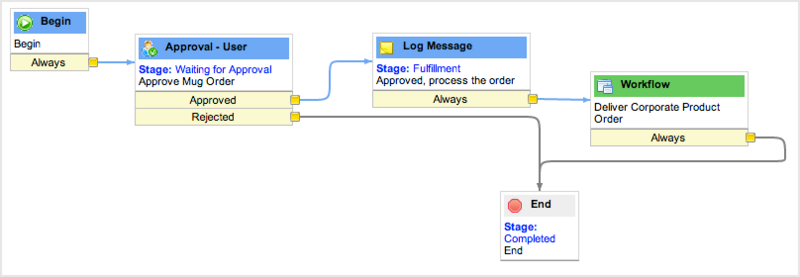 Begin
Begin
Always
Approval - User
Stage: Waiting for Approval
Approve Mug Order
Approved
Rejected
Log Message
Stage: Fulfillment
Approved, process the order
Always
Workflow
Deliver Corporate Product
Order
Always
End
Stage:
Completed
End